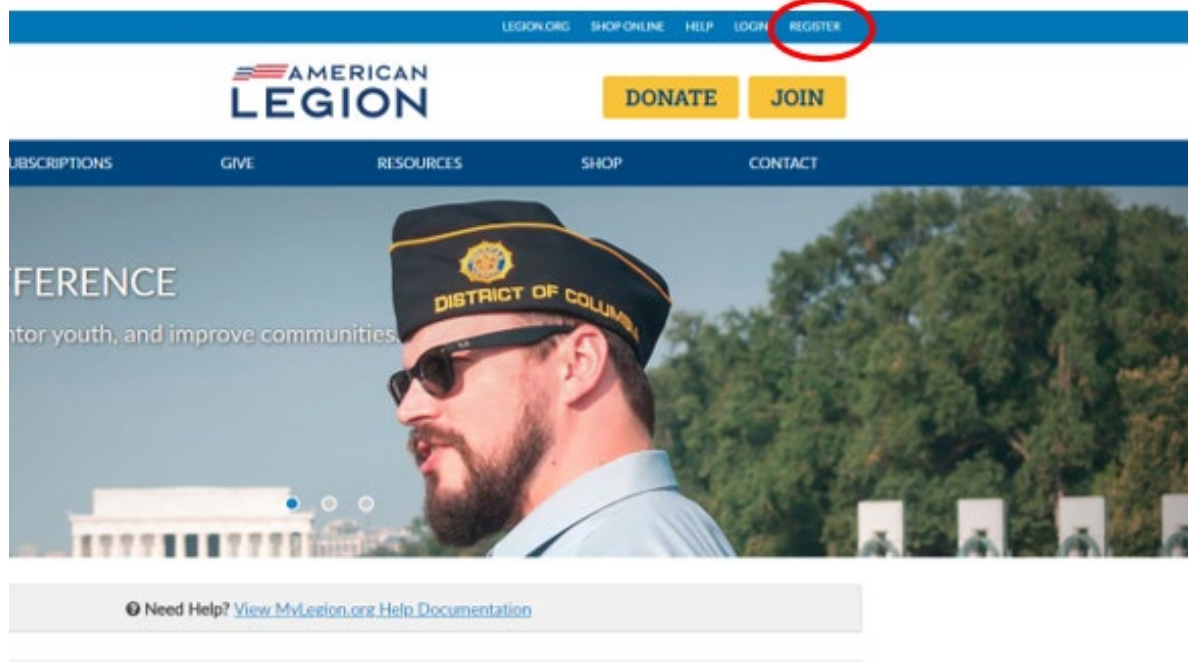 LEGION.ORG SHOP ONLINE HELP LOGIN REGISTER
AMERICAN
LEGION
DONATE JOIN
UBSCRIPTIONS GIVE RESOURCES SHOP CONTACT
FFERENCE
ntor youth, and improve communities.
DISTRICT OF COLUMBIA
Need Help? View MyLegion.org Help Documentation